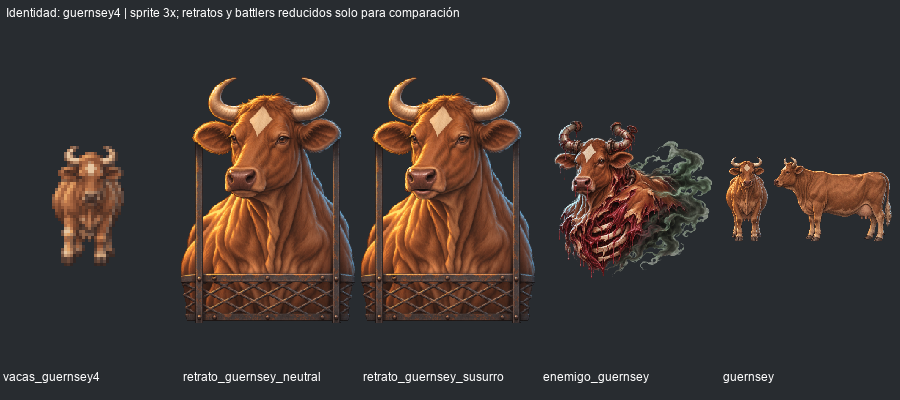 Identidad: guernsey4 | sprite 3x; retratos y battlers reducidos solo para comparación
vacas_guernsey4
retrato_guernsey_neutral
retrato_guernsey_susurro
enemigo_guernsey
guernsey